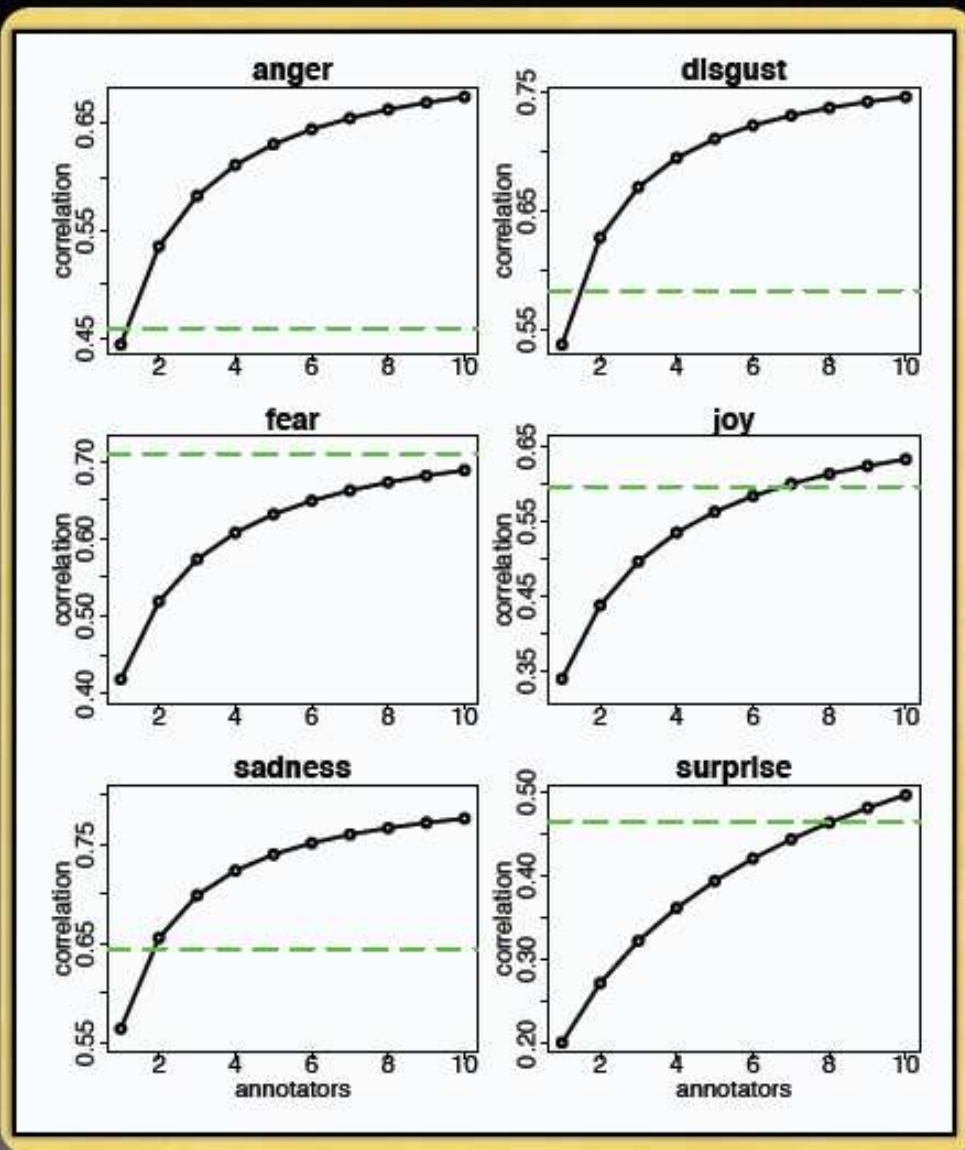 anger
correlation
0.45 0.55 0.65
2 4 6 8 10
disgust
correlation
0.55 0.65 0.75
2 4 6 8 10
fear
correlation
0.40 0.50 0.60 0.70
2 4 6 8 10
joy
correlation
0.35 0.45 0.55 0.65
2 4 6 8 10
sadness
correlation
0.55 0.65 0.75
2 4 6 8 10
annotators
surprise
correlation
0.20 0.30 0.40 0.50
2 4 6 8 10
annotators